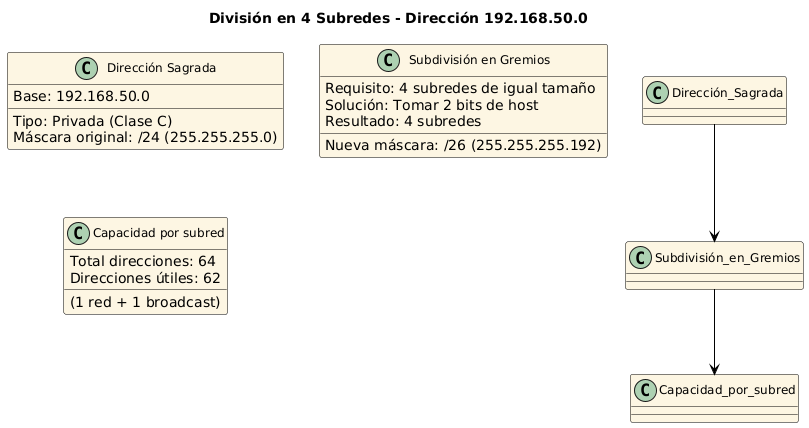 División en 4 Subredes - Dirección 192.168.50.0
C Dirección Sagrada
Base: 192.168.50.0
Tipo: Privada (Clase C)
Máscara original: /24 (255.255.255.0)
C Subdivisión en Gremios
Requisito: 4 subredes de igual tamaño
Solución: Tomar 2 bits de host
Resultado: 4 subredes
Nueva máscara: /26 (255.255.255.192)
C Dirección_Sagrada
C Capacidad por subred
Total direcciones: 64
Direcciones útiles: 62
(1 red + 1 broadcast)
C Subdivisión_en_Gremios
C Capacidad_por_subred